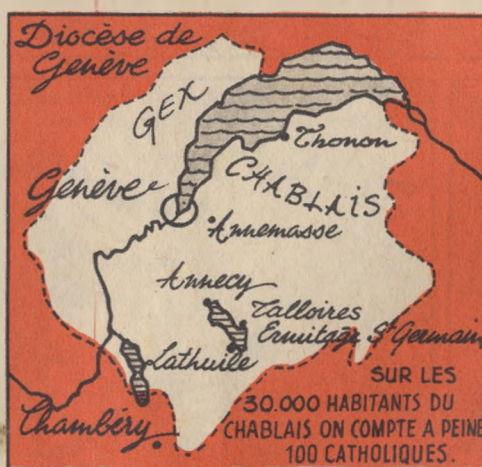 Diocèse de
Genève
GEX
Thonon
CHABLAIS
Genève
Annemasse
Annecy
Talloires
Ermitage St Germain
Lathuile
Chambéry
SUR LES
30.000 HABITANTS DU
CHABLAIS ON COMPTE A PEINE
100 CATHOLIQUES.